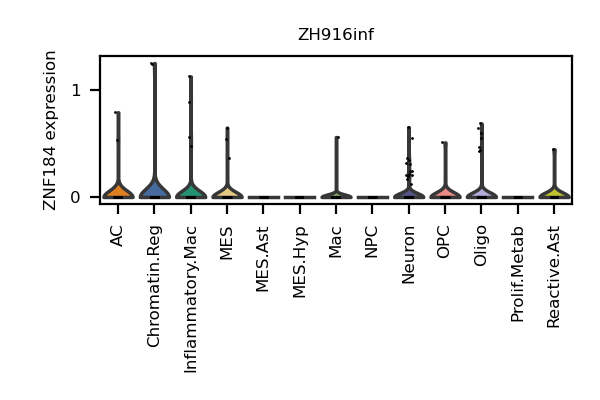 ZH916inf
ZNF184 expression
1
0
AC
Chromatin.Reg
Inflammatory.Mac
MES
MES.Ast
MES.Hyp
Mac
NPC
Neuron
OPC
Oligo
Prolif.Metab
Reactive.Ast